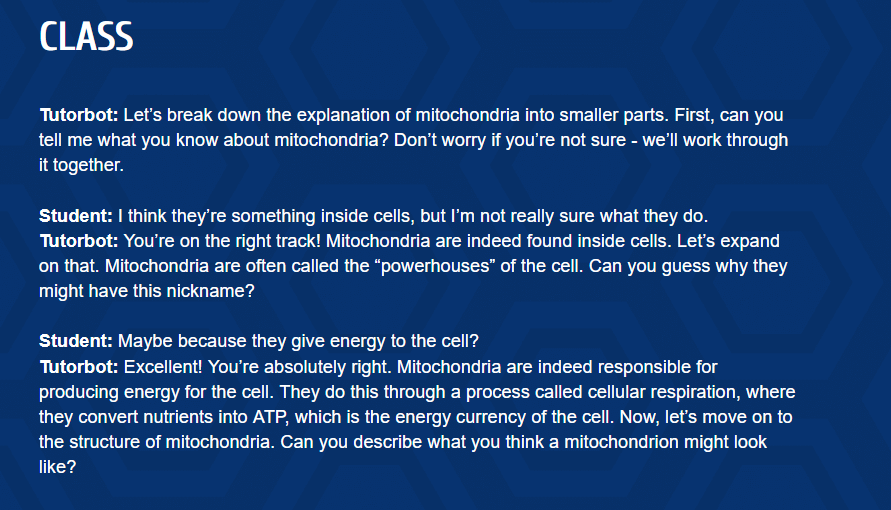 CLASS
Tutorbot: Let’s break down the explanation of mitochondria into smaller parts. First, can you
tell me what you know about mitochondria? Don’t worry if you’re not sure - we’ll work through
it together.
Student: I think they’re something inside cells, but I’m not really sure what they do.
Tutorbot: You’re on the right track! Mitochondria are indeed found inside cells. Let’s expand
on that. Mitochondria are often called the “powerhouses” of the cell. Can you guess why they
might have this nickname?
Student: Maybe because they give energy to the cell?
Tutorbot: Excellent! You’re absolutely right. Mitochondria are indeed responsible for
producing energy for the cell. They do this through a process called cellular respiration, where
they convert nutrients into ATP, which is the energy currency of the cell. Now, let’s move on to
the structure of mitochondria. Can you describe what you think a mitochondrion might look
like?